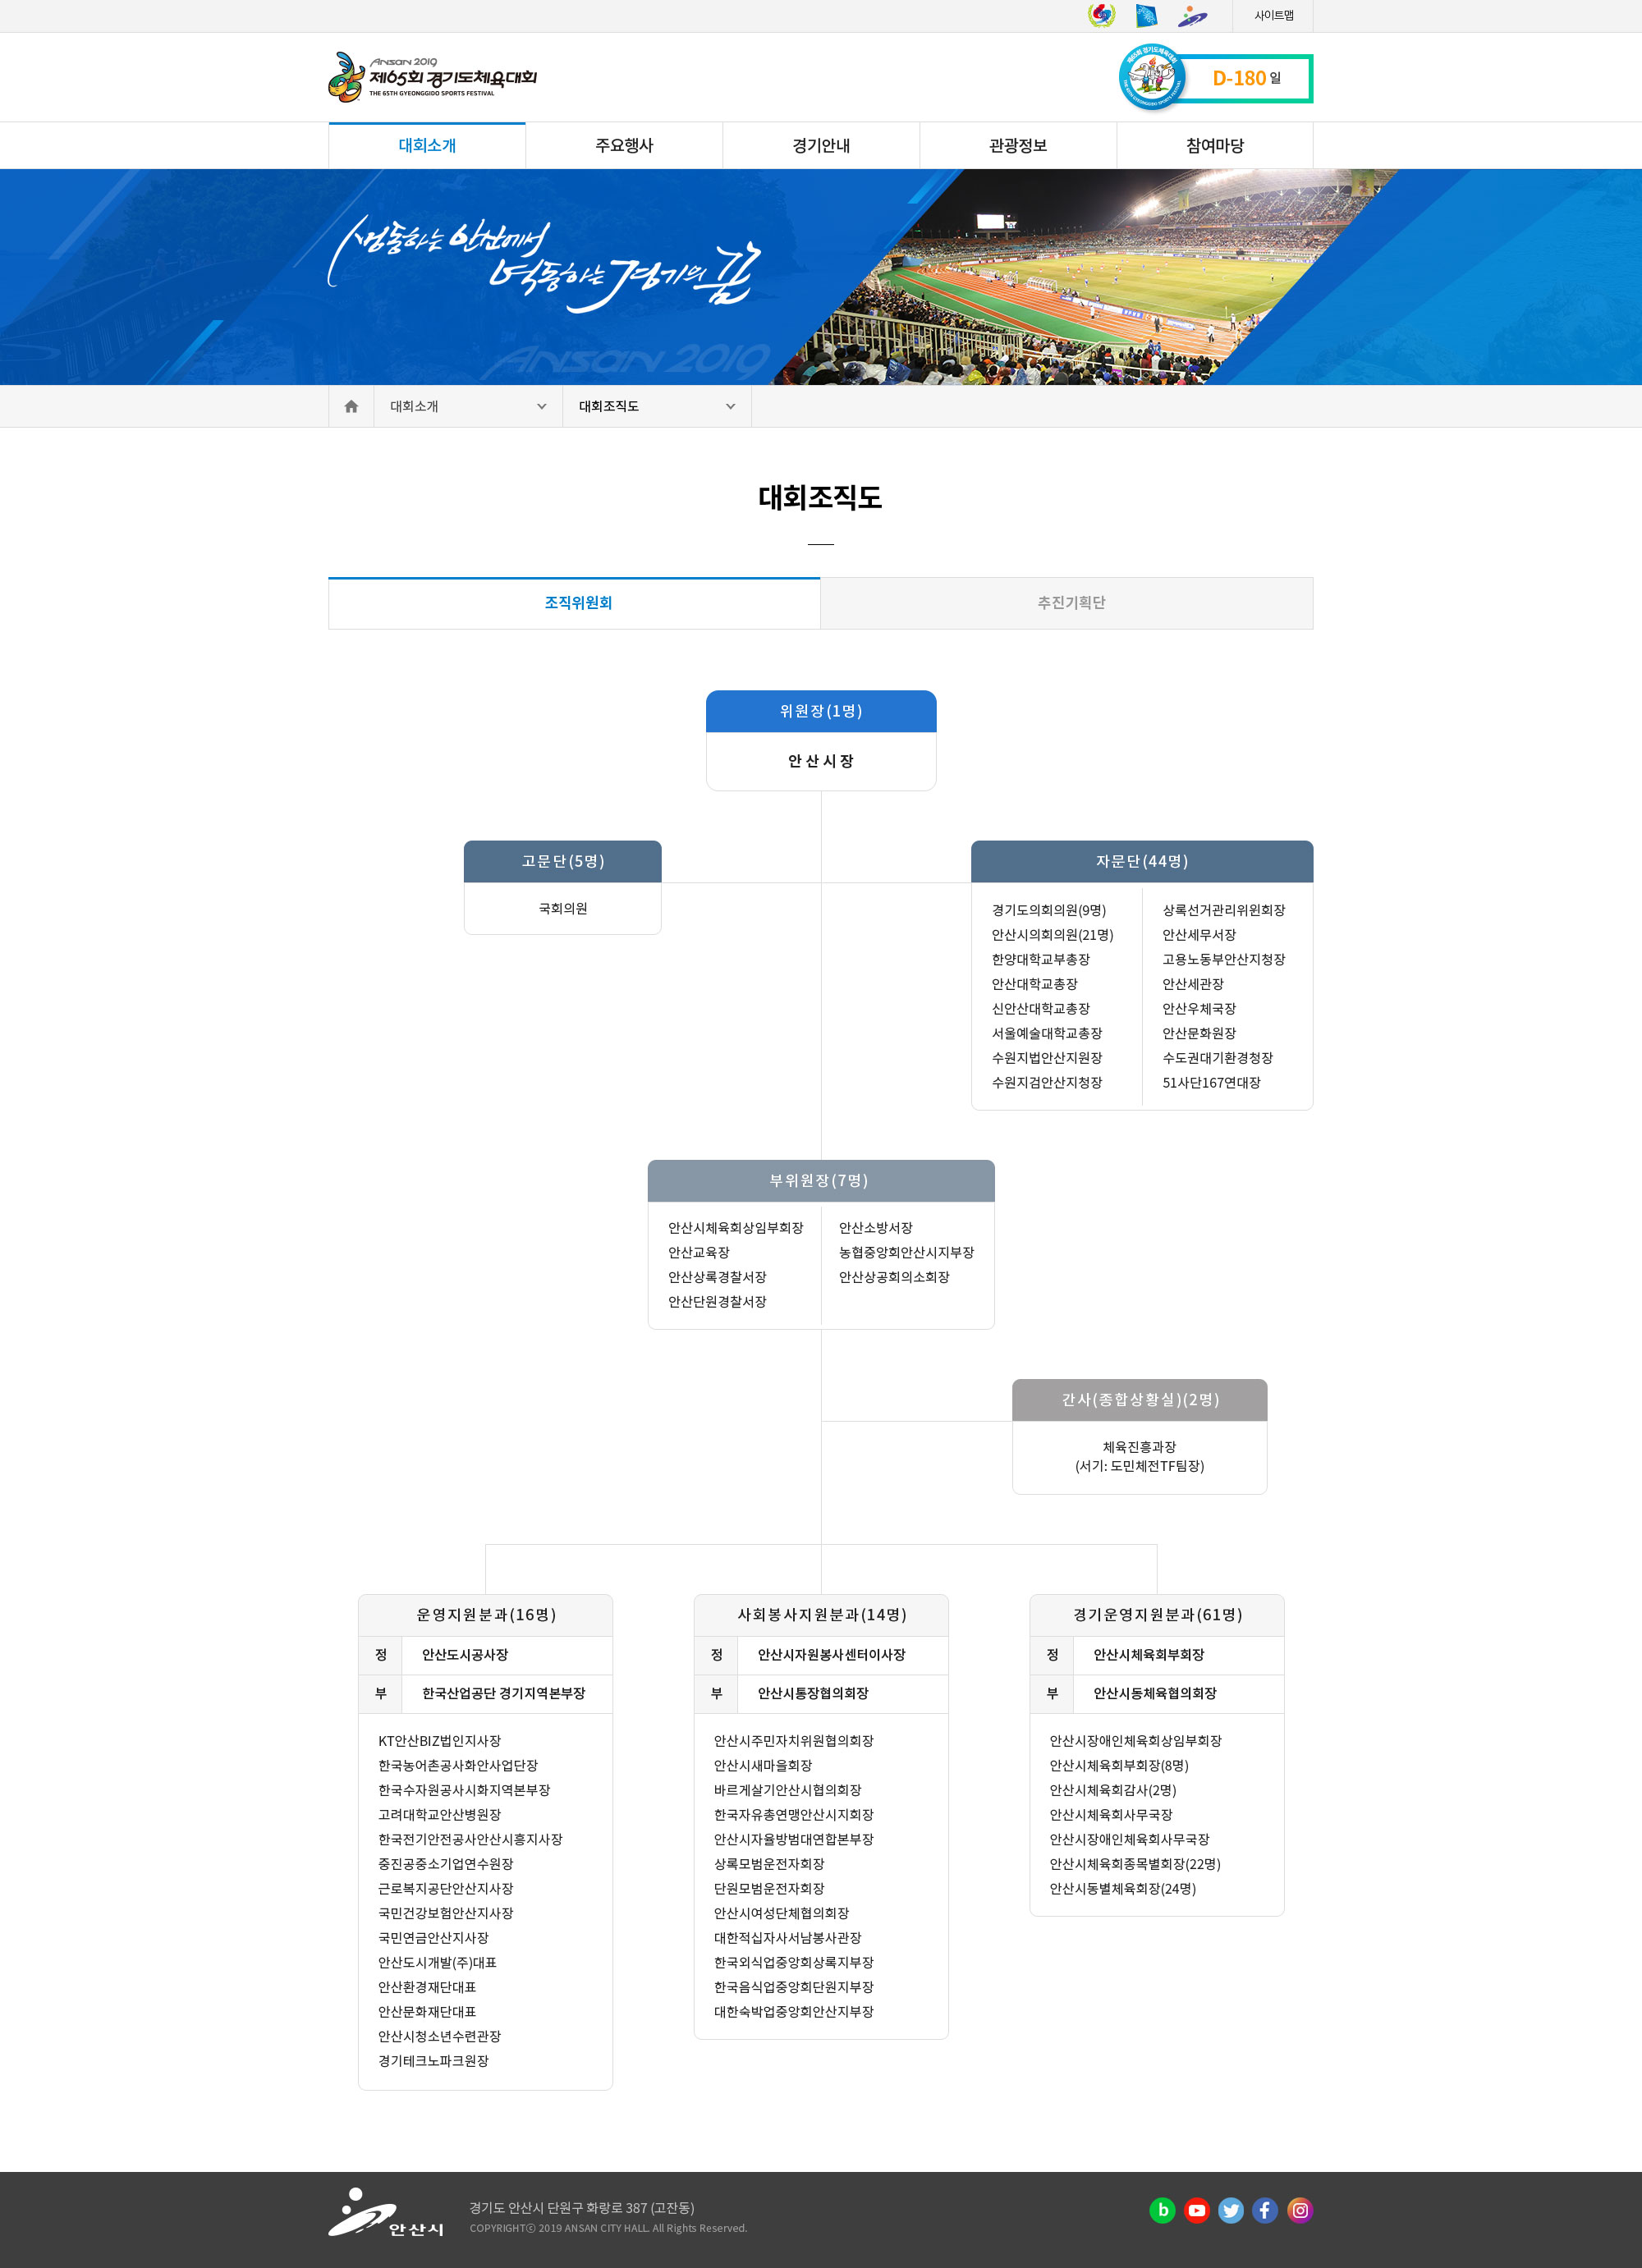 사이트맵
Ansan 2019
제65회 경기도체육대회
THE 65TH GYEONGGIDO SPORTS FESTIVAL
D-180 일
대회소개
주요행사
경기안내
관광정보
참여마당
생동하는 안산에서
역동하는 경기의 꿈
Ansan 2019
대회소개
대회조직도
대회조직도
조직위원회
추진기획단
위원장(1명)
안산시장
고문단(5명)
국회의원
자문단(44명)
경기도의회의원(9명)
안산시의회의원(21명)
한양대학교부총장
안산대학교총장
신안산대학교총장
서울예술대학교총장
수원지법안산지원장
수원지검안산지청장
상록선거관리위윈회장
안산세무서장
고용노동부안산지청장
안산세관장
안산우체국장
안산문화원장
수도권대기환경청장
51사단167연대장
부위원장(7명)
안산시체육회상임부회장
안산교육장
안산상록경찰서장
안산단원경찰서장
안산소방서장
농협중앙회안산시지부장
안산상공회의소회장
간사(종합상황실)(2명)
체육진흥과장
(서기: 도민체전TF팀장)
운영지원분과(16명)
정 안산도시공사장
부 한국산업공단 경기지역본부장
KT안산BIZ법인지사장
한국농어촌공사화안사업단장
한국수자원공사시화지역본부장
고려대학교안산병원장
한국전기안전공사안산시흥지사장
중진공중소기업연수원장
근로복지공단안산지사장
국민건강보험안산지사장
국민연금안산지사장
안산도시개발(주)대표
안산환경재단대표
안산문화재단대표
안산시청소년수련관장
경기테크노파크원장
사회봉사지원분과(14명)
정 안산시자원봉사센터이사장
부 안산시통장협의회장
안산시주민자치위원협의회장
안산시새마을회장
바르게살기안산시협의회장
한국자유총연맹안산시지회장
안산시자율방범대연합본부장
상록모범운전자회장
단원모범운전자회장
안산시여성단체협의회장
대한적십자사서남봉사관장
한국외식업중앙회상록지부장
한국음식업중앙회단원지부장
대한숙박업중앙회안산지부장
경기운영지원분과(61명)
정 안산시체육회부회장
부 안산시동체육협의회장
안산시장애인체육회상임부회장
안산시체육회부회장(8명)
안산시체육회감사(2명)
안산시체육회사무국장
안산시장애인체육회사무국장
안산시체육회종목별회장(22명)
안산시동별체육회장(24명)
안산시
경기도 안산시 단원구 화랑로 387 (고잔동)
COPYRIGHTⓒ 2019 ANSAN CITY HALL. All Rights Reserved.